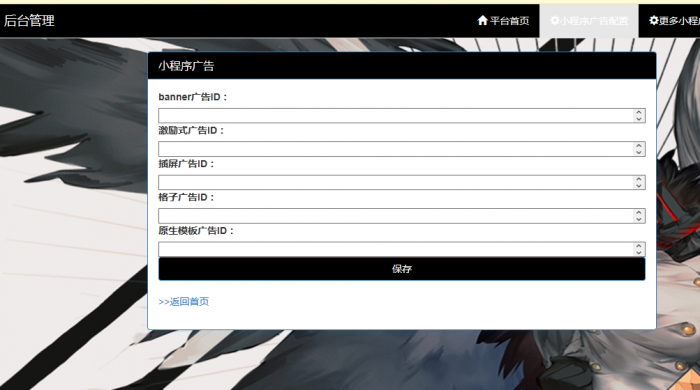 后台管理
平台首页
小程序广告配置
更多小程
小程序广告
banner广告ID：
激励式广告ID：
插屏广告ID：
格子广告ID：
原生模板广告ID：
保存
>>返回首页